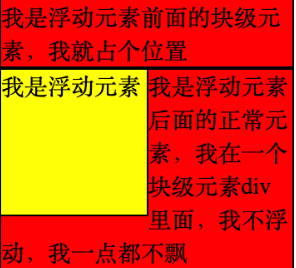 我是浮动元素前面的块级元
素，我就占个位置
我是浮动元素
我是浮动元素
后面的正常元
素，我在一个
块级元素div
里面，我不浮
动，我一点都不飘